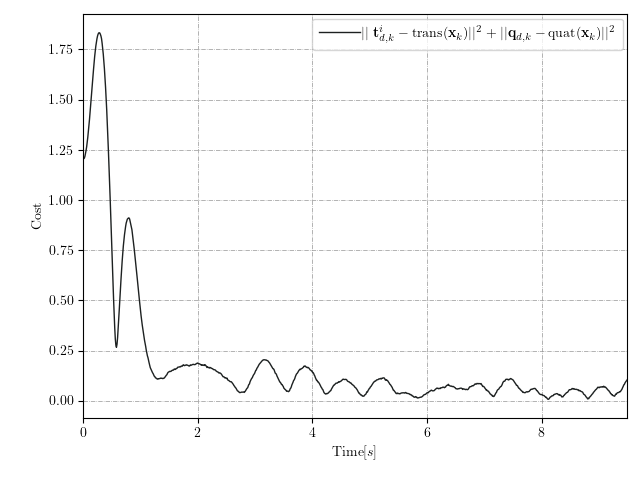 || t^i_{d,k} − trans(x_k)||² + ||q_{d,k} − quat(x_k)||²
1.75
1.50
1.25
1.00
0.75
0.50
0.25
0.00
Cost
0 2 4 6 8
Time[s]